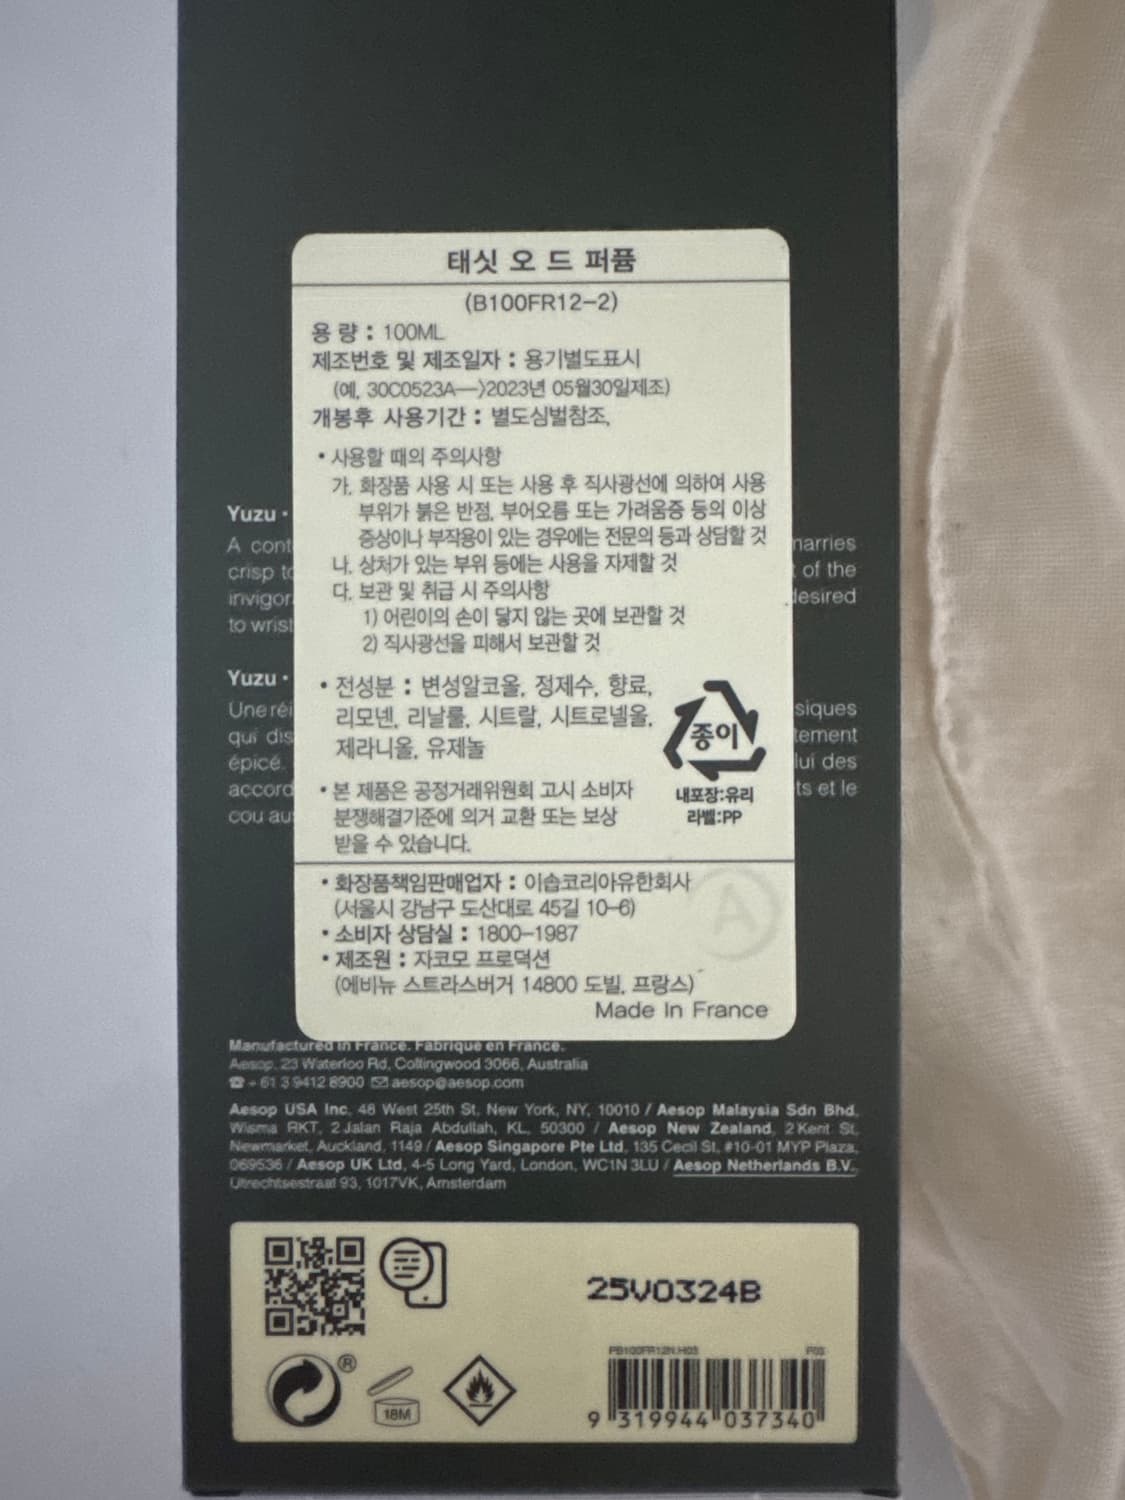 태싯 오 드 퍼퓸
(B100FR12-2)
용 량 : 100ML
제조번호 및 제조일자 : 용기별도표시
(예, 30C0523A—>2023년 05월30일제조)
개봉후 사용기간 : 별도심벌참조,
• 사용할 때의 주의사항
가. 화장품 사용 시 또는 사용 후 직사광선에 의하여 사용
부위가 붉은 반점, 부어오름 또는 가려움증 등의 이상
증상이나 부작용이 있는 경우에는 전문의 등과 상담할 것
나. 상처가 있는 부위 등에는 사용을 자제할 것
다. 보관 및 취급 시 주의사항
1) 어린이의 손이 닿지 않는 곳에 보관할 것
2) 직사광선을 피해서 보관할 것
• 전성분 : 변성알코올, 정제수, 향료,
리모넨, 리날룰, 시트랄, 시트로넬올,
제라니올, 유제놀
종이
내포장:유리
라벨:PP
• 본 제품은 공정거래위원회 고시 소비자
분쟁해결기준에 의거 교환 또는 보상
받을 수 있습니다.
• 화장품책임판매업자 : 이솝코리아유한회사
(서울시 강남구 도산대로 45길 10-6)
• 소비자 상담실 : 1800-1987
• 제조원 : 자코모 프로덕션
(에비뉴 스트라스버거 14800 도빌, 프랑스)
Made In France
A
Yuzu •
A cont
marries
crisp to
of the
invigor
desired
to wrist
Yuzu •
Une réi
siques
qui dis
tement
épicé.
lui des
accord
ts et le
cou au
Manufactured in France. Fabriqué en France.
Aesop. 23 Waterloo Rd, Collingwood 3066, Australia
☎ + 61 3 9412 8900 ✉ aesop@aesop.com
Aesop USA Inc. 48 West 25th St, New York, NY, 10010 / Aesop Malaysia Sdn Bhd.
Wisma RKT, 2 Jalan Raja Abdullah, KL, 50300 / Aesop New Zealand, 2 Kent St,
Newmarket, Auckland, 1149 / Aesop Singapore Pte Ltd, 135 Cecil St, #10-01 MYP Plaza,
069536 / Aesop UK Ltd, 4-5 Long Yard, London, WC1N 3LU / Aesop Netherlands B.V.,
Utrechtsestraat 93, 1017VK, Amsterdam
25V0324B
PB100FR12N.H03 P03
®
18M
9 319944 037340